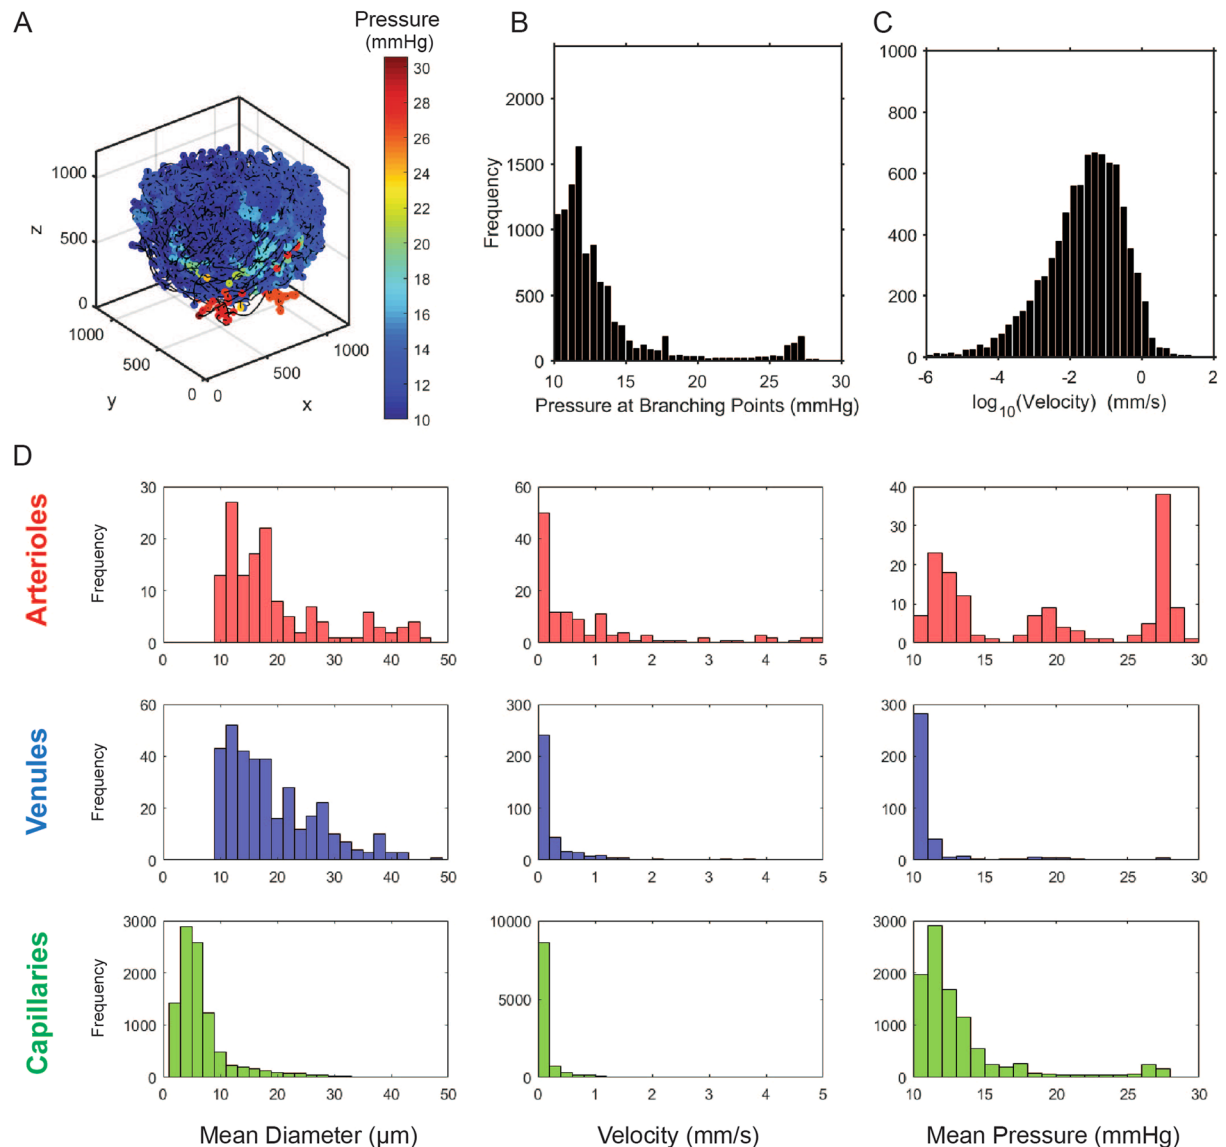 A
Pressure
(mmHg)
30
28
26
24
22
20
18
16
14
12
10
1000
500
0
z
1000
500
0
y
0
500
1000
x
B
2000
1500
1000
500
0
Frequency
10 15 20 25 30
Pressure at Branching Points (mmHg)
C
1000
800
600
400
200
0
-6 -4 -2 0 2
log10(Velocity) (mm/s)
D
Arterioles
Frequency
30
20
10
0
0 10 20 30 40 50
60
40
20
0
0 1 2 3 4 5
40
30
20
10
0
10 15 20 25 30
Venules
Frequency
60
40
20
0
0 10 20 30 40 50
300
200
100
0
0 1 2 3 4 5
300
200
100
0
10 15 20 25 30
Capillaries
Frequency
3000
2000
1000
0
0 10 20 30 40 50
Mean Diameter (µm)
10000
5000
0
0 1 2 3 4 5
Velocity (mm/s)
3000
2000
1000
0
10 15 20 25 30
Mean Pressure (mmHg)